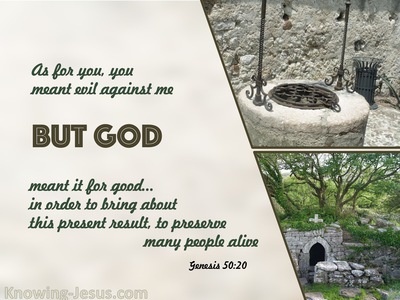 As for you, you
meant evil against me
BUT GOD
meant it for good...
in order to bring about
this present result, to preserve
many people alive
Genesis 50:20
Knowing-Jesus.com